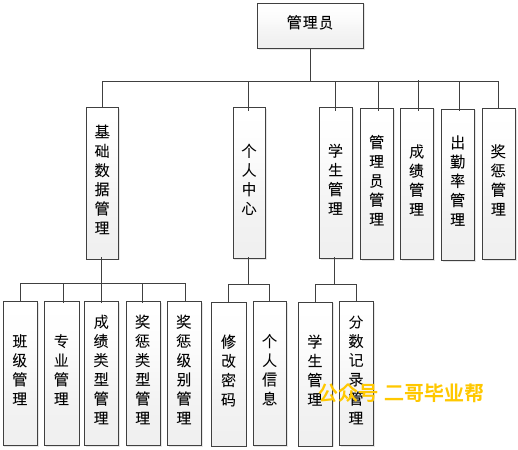 管理员
基础数据管理
个人中心
学生管理
管理员管理
成绩管理
出勤率管理
奖惩管理
班级管理
专业管理
成绩类型管理
奖惩类型管理
奖惩级别管理
修改密码
个人信息
学生管理
分数记录管理
公众号 二哥毕业帮